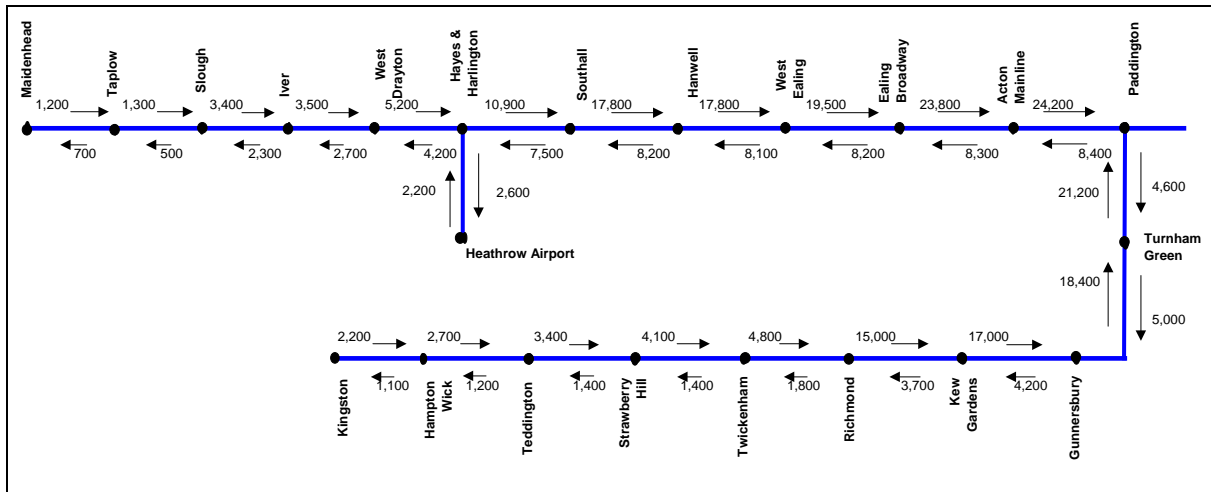 Maidenhead
Taplow
Slough
Iver
West
Drayton
Hayes &
Harlington
Southall
Hanwell
West
Ealing
Ealing
Broadway
Acton
Mainline
Paddington
1,200
1,300
3,400
3,500
5,200
10,900
17,800
17,800
19,500
23,800
24,200
700
500
2,300
2,700
4,200
7,500
8,200
8,100
8,200
8,300
8,400
2,200
2,600
21,200
4,600
Heathrow Airport
Turnham
Green
18,400
5,000
2,200
2,700
3,400
4,100
4,800
15,000
17,000
1,100
1,200
1,400
1,400
1,800
3,700
4,200
Kingston
Hampton
Wick
Teddington
Strawberry
Hill
Twickenham
Richmond
Kew
Gardens
Gunnersbury